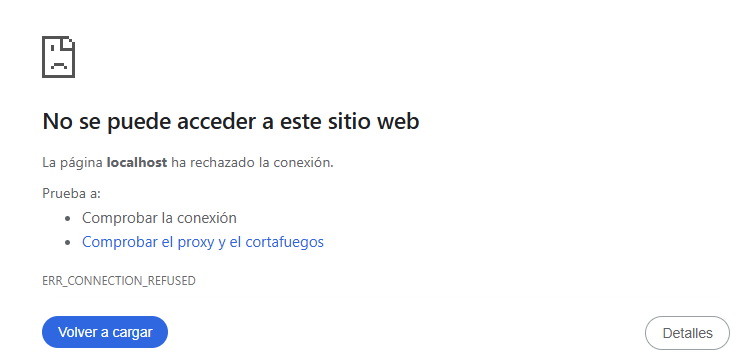 No se puede acceder a este sitio web
La página localhost ha rechazado la conexión.
Prueba a:
Comprobar la conexión
Comprobar el proxy y el cortafuegos
ERR_CONNECTION_REFUSED
Volver a cargar
Detalles